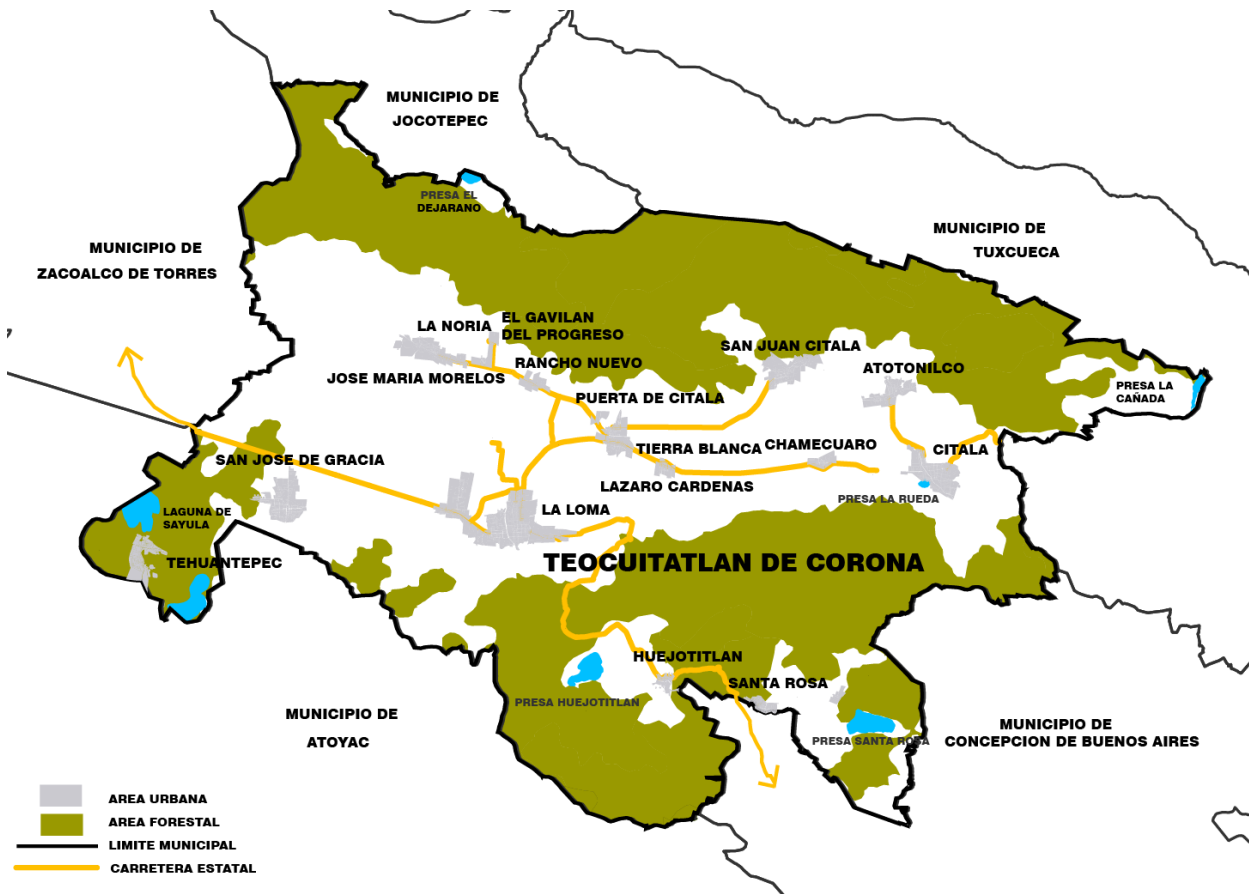 MUNICIPIO DE
JOCOTEPEC
PRESA EL
DEJARANO
MUNICIPIO DE
ZACOALCO DE TORRES
MUNICIPIO DE
TUXCUECA
LA NORIA
EL GAVILAN
DEL PROGRESO
JOSE MARIA MORELOS
RANCHO NUEVO
SAN JUAN CITALA
ATOTONILCO
PRESA LA
CAÑADA
PUERTA DE CITALA
TIERRA BLANCA
CHAMECUARO
CITALA
SAN JOSE DE GRACIA
LAZARO CARDENAS
PRESA LA RUEDA
LAGUNA DE
SAYULA
LA LOMA
TEHUANTEPEC
TEOCUITATLAN DE CORONA
HUEJOTITLAN
SANTA ROSA
PRESA HUEJOTITLAN
MUNICIPIO DE
ATOYAC
PRESA SANTA ROSA
MUNICIPIO DE
CONCEPCION DE BUENOS AIRES
AREA URBANA
AREA FORESTAL
LIMITE MUNICIPAL
CARRETERA ESTATAL